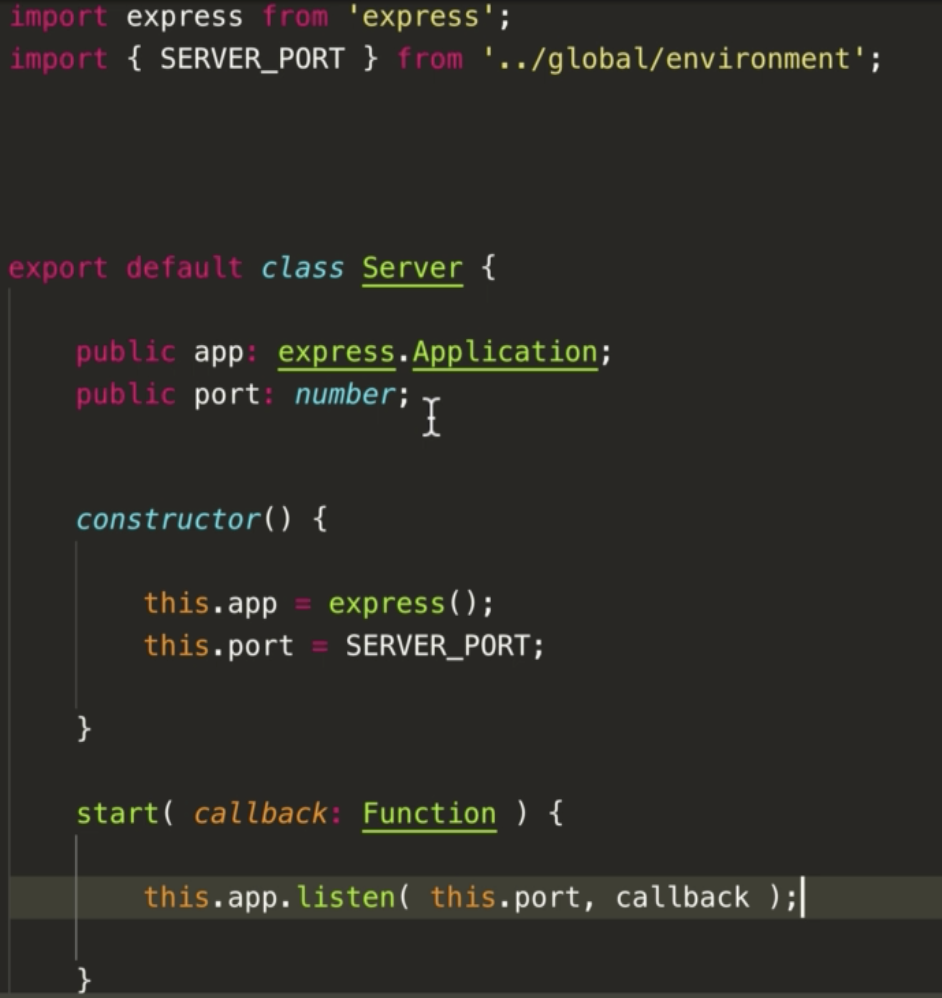 import express from 'express';
import { SERVER_PORT } from '../global/environment';
export default class Server {
public app: express.Application;
public port: number;
constructor() {
this.app = express();
this.port = SERVER_PORT;
}
start( callback: Function ) {
this.app.listen( this.port, callback );
}